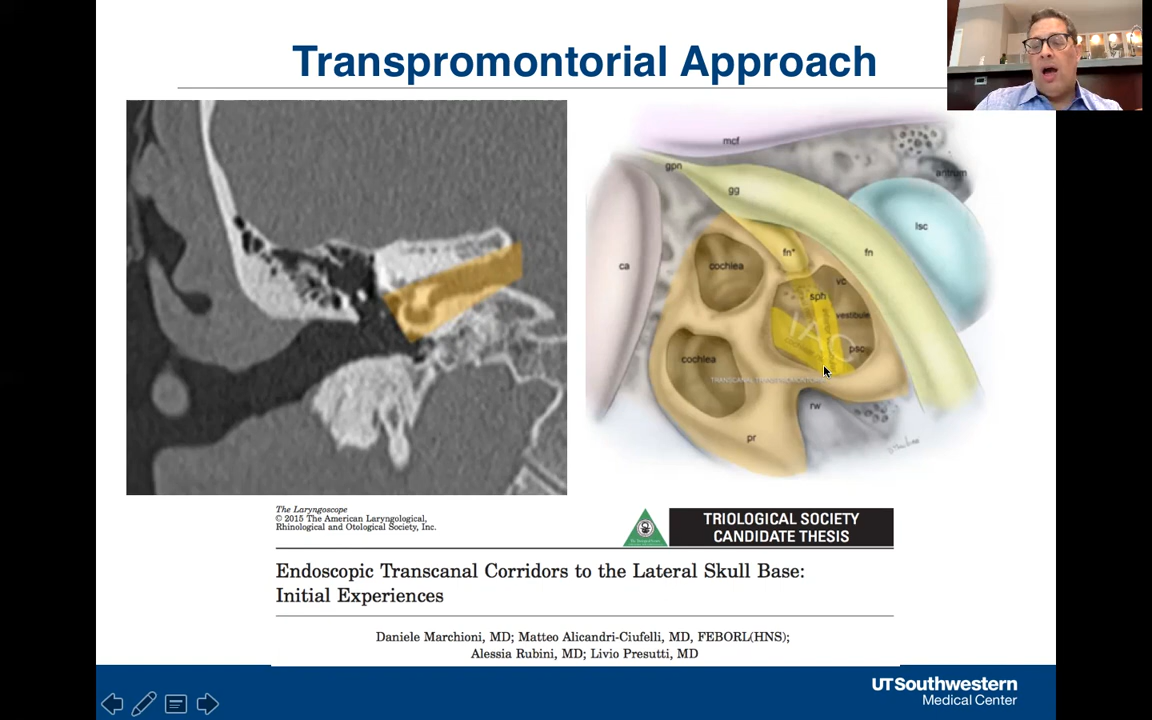 Transpromontorial Approach
mcf
gpn
antrum
gg
lsc
fn*
fn
ca
cochlea
vc
sph
vestibule
IAC
psc
cochlea
rw
pr
The Laryngoscope
© 2015 The American Laryngological,
Rhinological and Otological Society, Inc.
TRIOLOGICAL SOCIETY
CANDIDATE THESIS
Endoscopic Transcanal Corridors to the Lateral Skull Base:
Initial Experiences
Daniele Marchioni, MD; Matteo Alicandri-Ciufelli, MD, FEBORL(HNS);
Alessia Rubini, MD; Livio Presutti, MD
UTSouthwestern
Medical Center